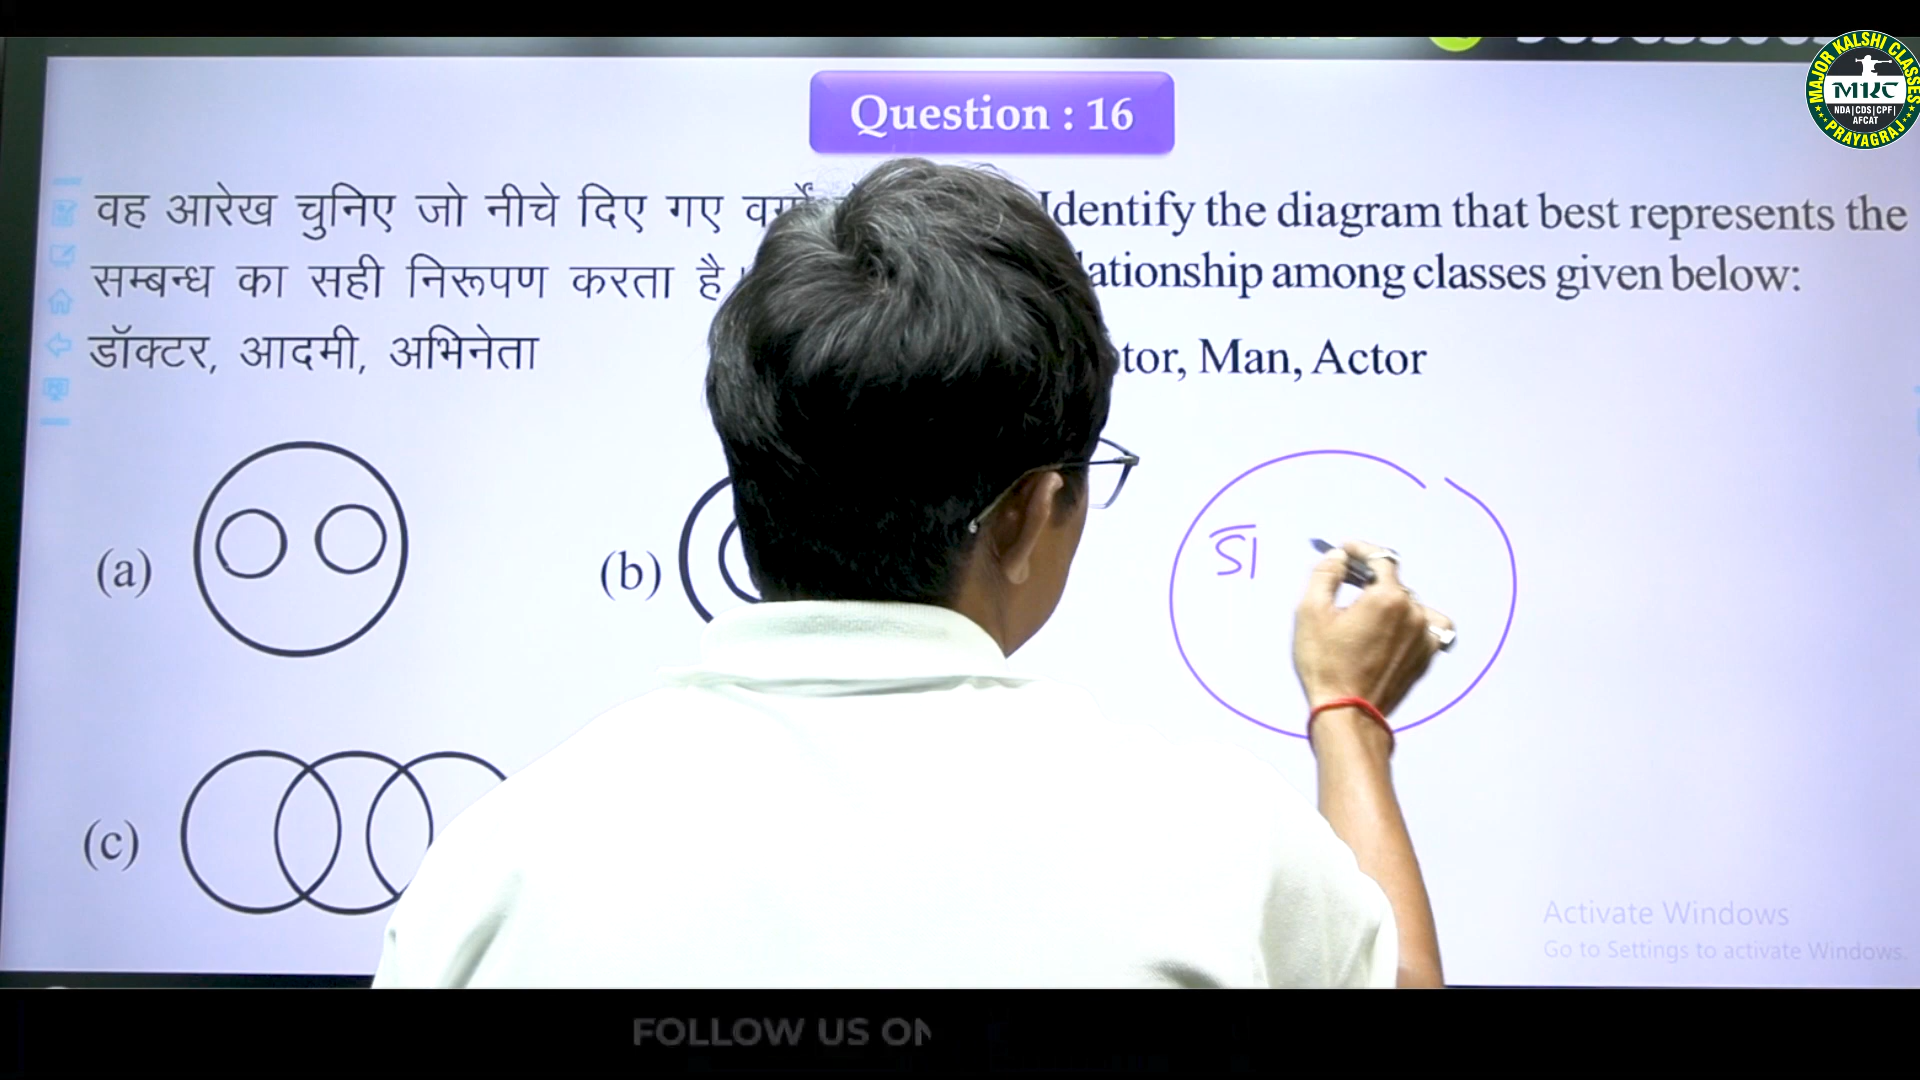 MAJOR KALSHI CLASSES
MKC
NDA|CDS|CPF|
AFCAT
PRAYAGRAJ
Question : 16
वह आरेख चुनिए जो नीचे दिए गए
सम्बन्ध का सही निरूपण करता है
डॉक्टर, आदमी, अभिनेता
Identify the diagram that best represents the
lationship among classes given below:
tor, Man, Actor
(a)
(b)
(c)
Activate Windows
Go to Settings to activate Windows.
FOLLOW US ON